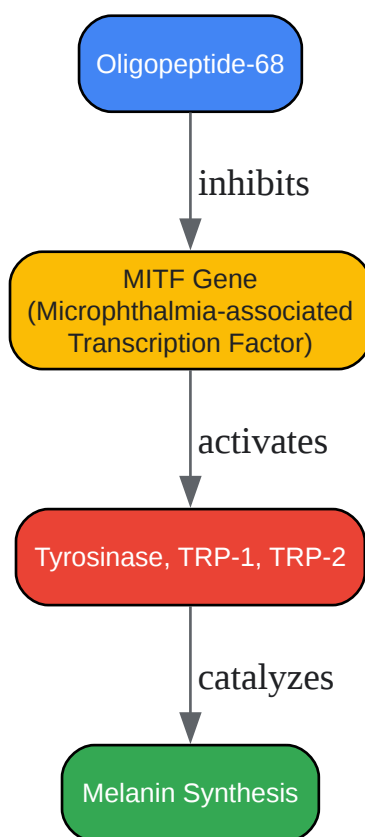 Oligopeptide-68
inhibits
MITF Gene
(Microphthalmia-associated
Transcription Factor)
activates
Tyrosinase, TRP-1, TRP-2
catalyzes
Melanin Synthesis